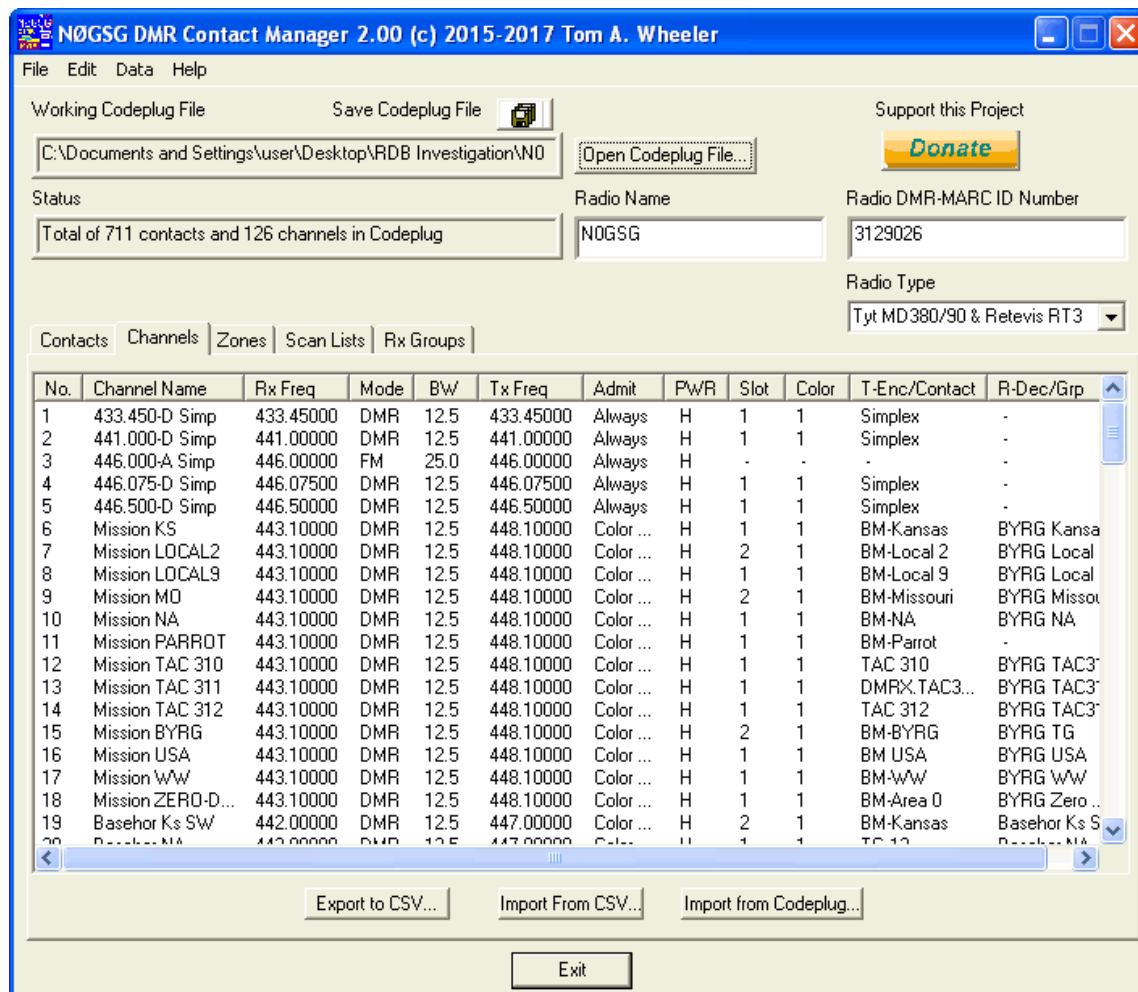 NØGSG DMR Contact Manager 2.00 (c) 2015-2017 Tom A. Wheeler
File Edit Data Help
Working Codeplug File Save Codeplug File Support this Project
C:\Documents and Settings\user\Desktop\RDB Investigation\N0 Open Codeplug File... Donate
Status Radio Name Radio DMR-MARC ID Number
Total of 711 contacts and 126 channels in Codeplug N0GSG 3129026
Radio Type
Tyt MD380/90 & Retevis RT3
Contacts Channels Zones Scan Lists Rx Groups
No. Channel Name Rx Freq Mode BW Tx Freq Admit PWR Slot Color T-Enc/Contact R-Dec/Grp
1 433.450-D Simp 433.45000 DMR 12.5 433.45000 Always H 1 1 Simplex -
2 441.000-D Simp 441.00000 DMR 12.5 441.00000 Always H 1 1 Simplex -
3 446.000-A Simp 446.00000 FM 25.0 446.00000 Always H - - - -
4 446.075-D Simp 446.07500 DMR 12.5 446.07500 Always H 1 1 Simplex -
5 446.500-D Simp 446.50000 DMR 12.5 446.50000 Always H 1 1 Simplex -
6 Mission KS 443.10000 DMR 12.5 448.10000 Color ... H 1 1 BM-Kansas BYRG Kansa
7 Mission LOCAL2 443.10000 DMR 12.5 448.10000 Color ... H 2 1 BM-Local 2 BYRG Local
8 Mission LOCAL9 443.10000 DMR 12.5 448.10000 Color ... H 1 1 BM-Local 9 BYRG Local
9 Mission MO 443.10000 DMR 12.5 448.10000 Color ... H 2 1 BM-Missouri BYRG Missou
10 Mission NA 443.10000 DMR 12.5 448.10000 Color ... H 1 1 BM-NA BYRG NA
11 Mission PARROT 443.10000 DMR 12.5 448.10000 Color ... H 1 1 BM-Parrot -
12 Mission TAC 310 443.10000 DMR 12.5 448.10000 Color ... H 1 1 TAC 310 BYRG TAC31
13 Mission TAC 311 443.10000 DMR 12.5 448.10000 Color ... H 1 1 DMRX.TAC3... BYRG TAC31
14 Mission TAC 312 443.10000 DMR 12.5 448.10000 Color ... H 1 1 TAC 312 BYRG TAC31
15 Mission BYRG 443.10000 DMR 12.5 448.10000 Color ... H 2 1 BM-BYRG BYRG TG
16 Mission USA 443.10000 DMR 12.5 448.10000 Color ... H 1 1 BM USA BYRG USA
17 Mission WW 443.10000 DMR 12.5 448.10000 Color ... H 1 1 BM-WW BYRG WW
18 Mission ZERO-D... 443.10000 DMR 12.5 448.10000 Color ... H 1 1 BM-Area 0 BYRG Zero ..
19 Basehor Ks SW 442.00000 DMR 12.5 447.00000 Color ... H 2 1 BM-Kansas Basehor Ks S
Export to CSV... Import From CSV... Import from Codeplug...
Exit